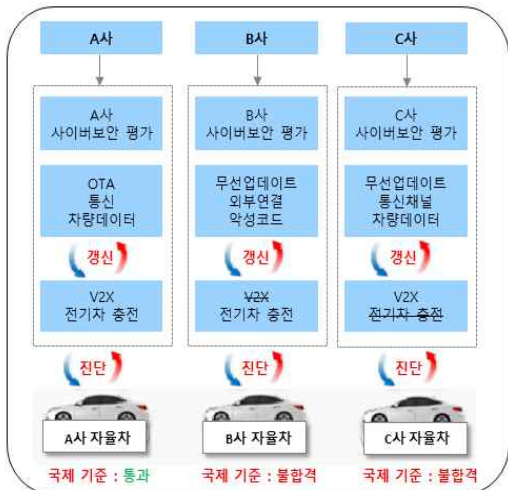 A사
B사
C사
A사
사이버보안 평가
B사
사이버보안 평가
C사
사이버보안 평가
OTA
통신
차량데이터
무선업데이트
외부연결
악성코드
무선업데이트
통신채널
차량데이터
갱신
갱신
갱신
V2X
전기차 충전
V2X
전기차 충전
V2X
전기차 충전
진단
진단
진단
A사 자율차
B사 자율차
C사 자율차
국제 기준 : 통과
국제 기준 : 불합격
국제 기준 : 불합격